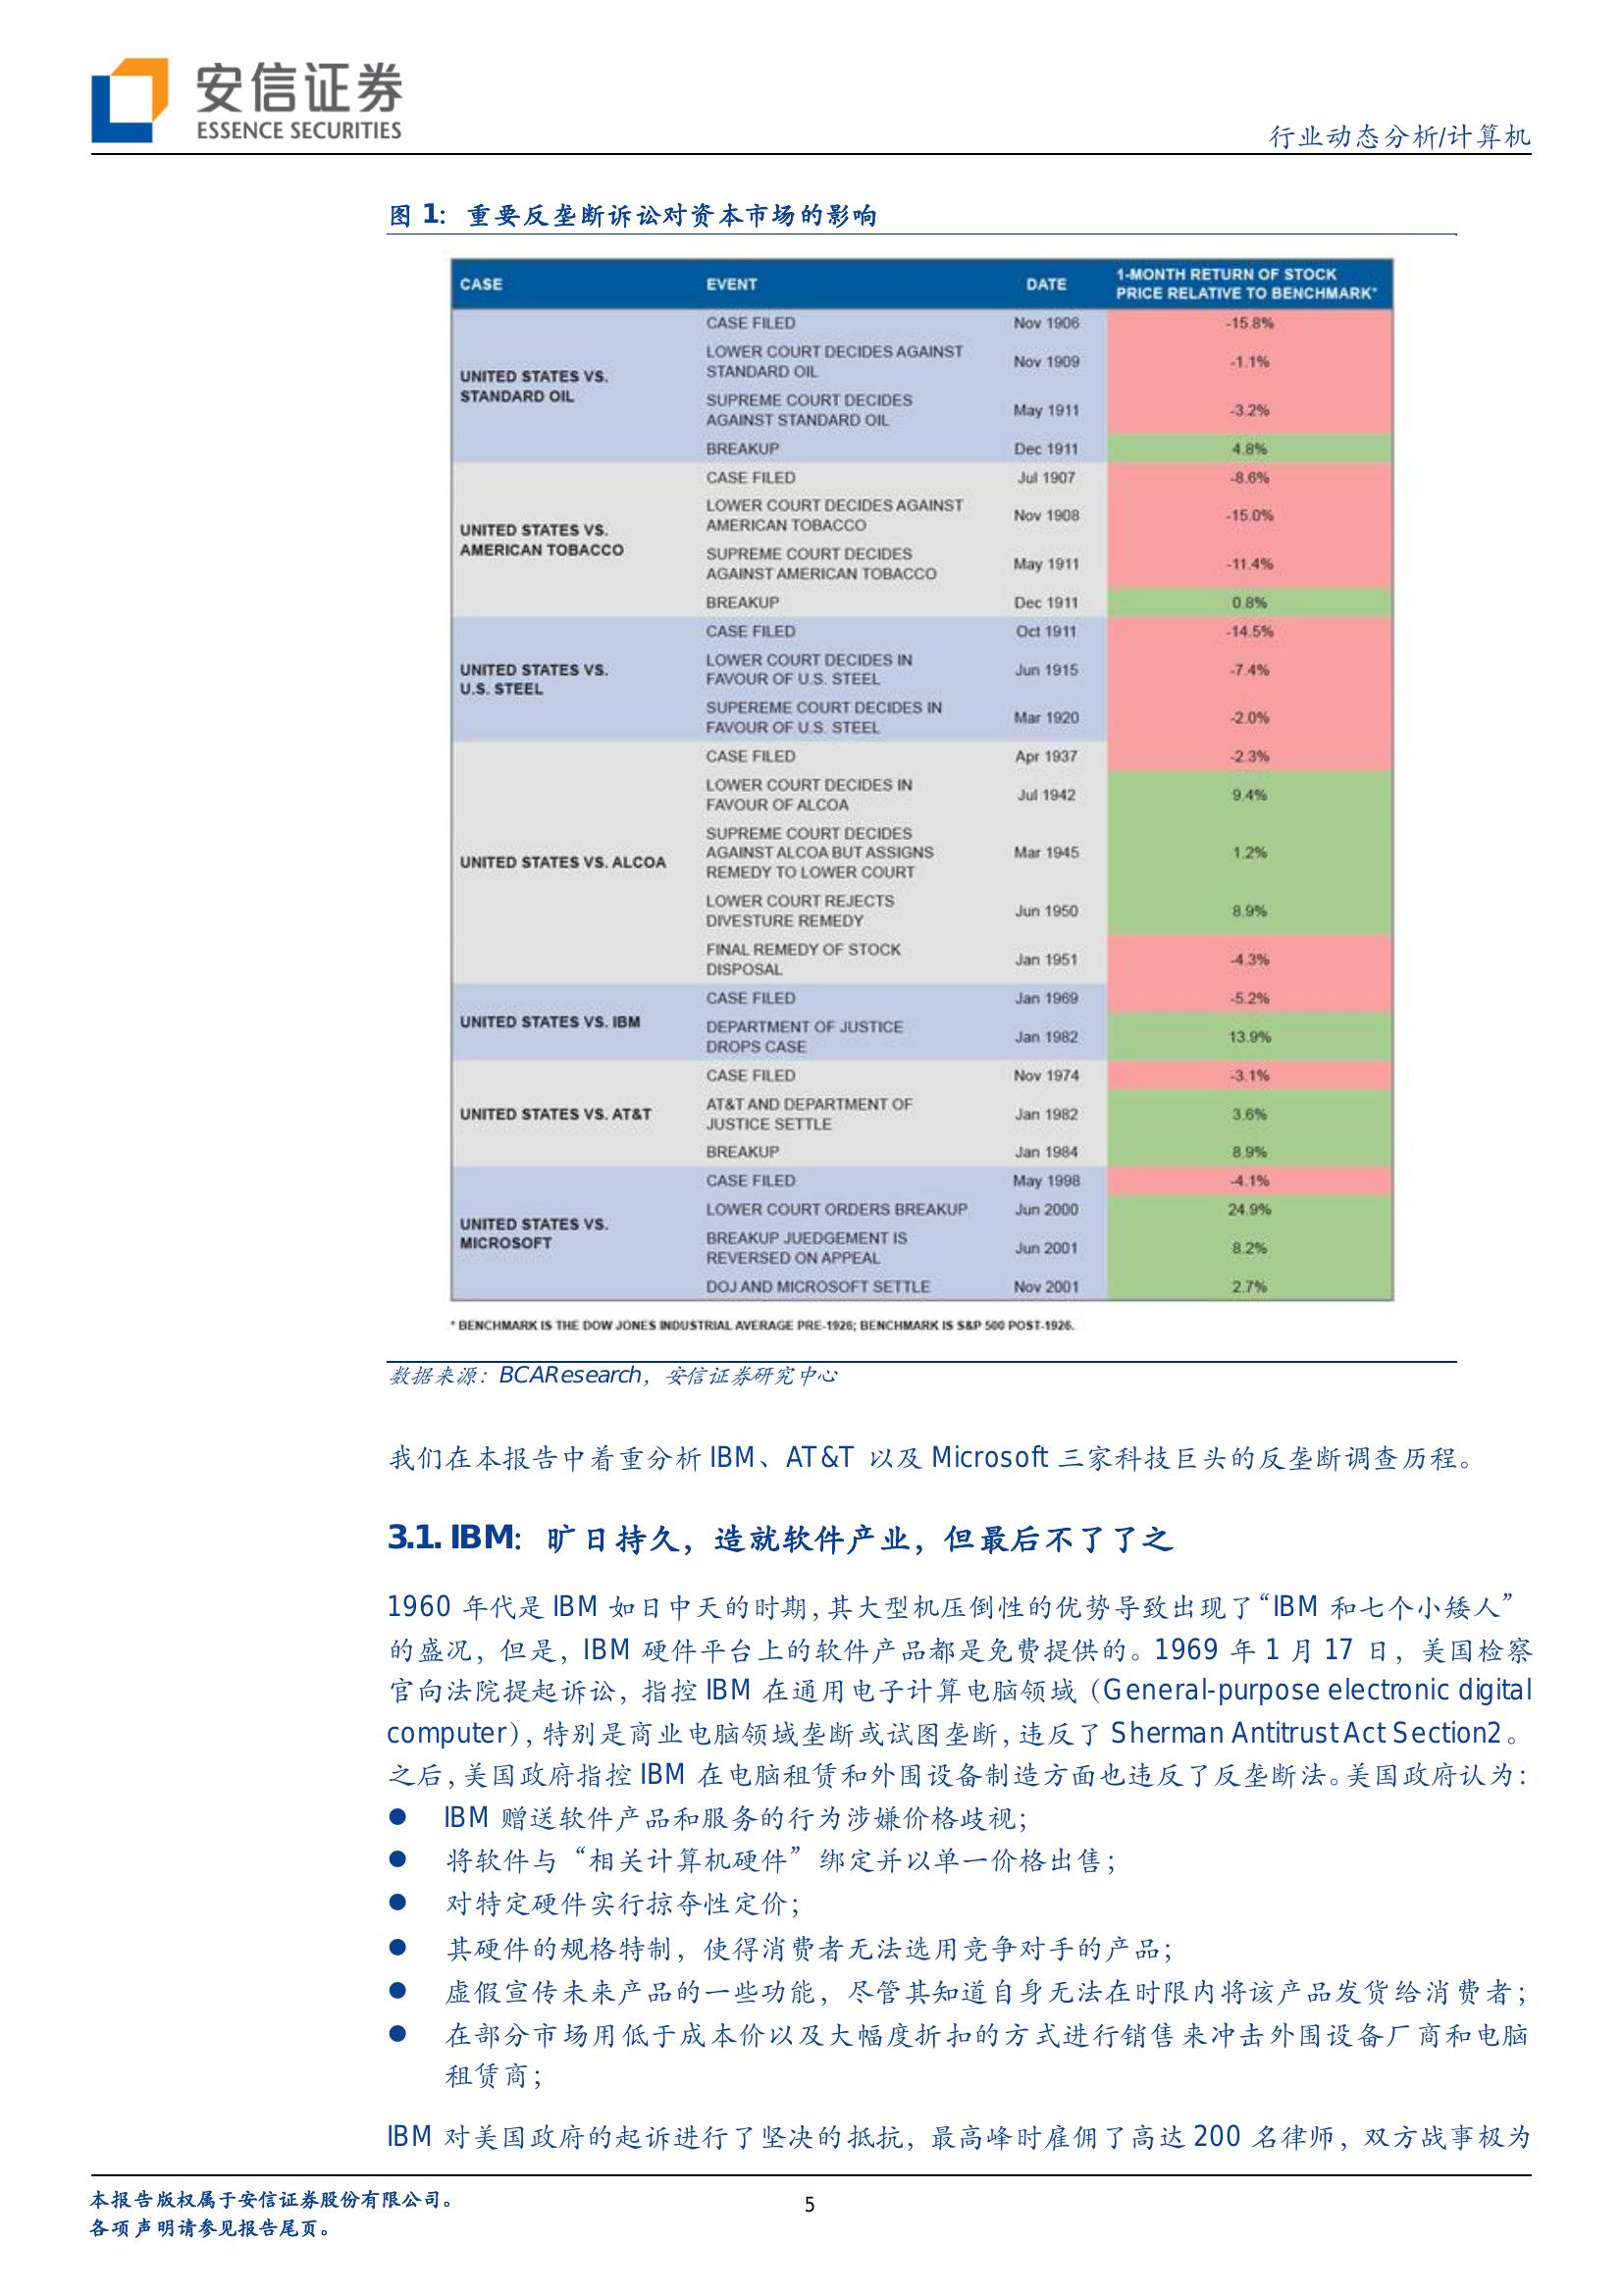 安信证券
ESSENCE SECURITIES
行业动态分析/计算机
图 1: 重要反垄断诉讼对资本市场的影响
CASE EVENT DATE 1-MONTH RETURN OF STOCK
PRICE RELATIVE TO BENCHMARK*
UNITED STATES VS.
STANDARD OIL
CASE FILED Nov 1906 -15.8%
LOWER COURT DECIDES AGAINST
STANDARD OIL Nov 1909 -1.1%
SUPREME COURT DECIDES
AGAINST STANDARD OIL May 1911 -3.2%
BREAKUP Dec 1911 4.8%
UNITED STATES VS.
AMERICAN TOBACCO
CASE FILED Jul 1907 -8.6%
LOWER COURT DECIDES AGAINST
AMERICAN TOBACCO Nov 1908 -15.0%
SUPREME COURT DECIDES
AGAINST AMERICAN TOBACCO May 1911 -11.4%
BREAKUP Dec 1911 0.8%
UNITED STATES VS.
U.S. STEEL
CASE FILED Oct 1911 -14.5%
LOWER COURT DECIDES IN
FAVOUR OF U.S. STEEL Jun 1915 -7.4%
SUPEREME COURT DECIDES IN
FAVOUR OF U.S. STEEL Mar 1920 -2.0%
UNITED STATES VS. ALCOA
CASE FILED Apr 1937 -2.3%
LOWER COURT DECIDES IN
FAVOUR OF ALCOA Jul 1942 9.4%
SUPREME COURT DECIDES
AGAINST ALCOA BUT ASSIGNS
REMEDY TO LOWER COURT Mar 1945 1.2%
LOWER COURT REJECTS
DIVESTURE REMEDY Jun 1950 8.9%
FINAL REMEDY OF STOCK
DISPOSAL Jan 1951 -4.3%
UNITED STATES VS. IBM
CASE FILED Jan 1969 -5.2%
DEPARTMENT OF JUSTICE
DROPS CASE Jan 1982 13.9%
UNITED STATES VS. AT&T
CASE FILED Nov 1974 -3.1%
AT&T AND DEPARTMENT OF
JUSTICE SETTLE Jan 1982 3.6%
BREAKUP Jan 1984 8.9%
UNITED STATES VS.
MICROSOFT
CASE FILED May 1998 -4.1%
LOWER COURT ORDERS BREAKUP Jun 2000 24.9%
BREAKUP JUEDGEMENT IS
REVERSED ON APPEAL Jun 2001 8.2%
DOJ AND MICROSOFT SETTLE Nov 2001 2.7%
* BENCHMARK IS THE DOW JONES INDUSTRIAL AVERAGE PRE-1926; BENCHMARK IS S&P 500 POST-1926.
数据来源：BCAResearch，安信证券研究中心
我们在本报告中着重分析 IBM、AT&T 以及 Microsoft 三家科技巨头的反垄断调查历程。
3.1. IBM：旷日持久，造就软件产业，但最后不了了之
1960 年代是 IBM 如日中天的时期，其大型机压倒性的优势导致出现了“IBM 和七个小矮人”
的盛况，但是，IBM 硬件平台上的软件产品都是免费提供的。1969 年 1 月 17 日，美国检察
官向法院提起诉讼，指控 IBM 在通用电子计算电脑领域（General-purpose electronic digital
computer），特别是商业电脑领域垄断或试图垄断，违反了 Sherman Antitrust Act Section2。
之后，美国政府指控 IBM 在电脑租赁和外围设备制造方面也违反了反垄断法。美国政府认为：
● IBM 赠送软件产品和服务的行为涉嫌价格歧视；
● 将软件与“相关计算机硬件”绑定并以单一价格出售；
● 对特定硬件实行掠夺性定价；
● 其硬件的规格特制，使得消费者无法选用竞争对手的产品；
● 虚假宣传未来产品的一些功能，尽管其知道自身无法在时限内将该产品发货给消费者；
● 在部分市场用低于成本价以及大幅度折扣的方式进行销售来冲击外围设备厂商和电脑
租赁商；
IBM 对美国政府的起诉进行了坚决的抵抗，最高峰时雇佣了高达 200 名律师，双方战事极为
本报告版权属于安信证券股份有限公司。
各项声明请参见报告尾页。
5